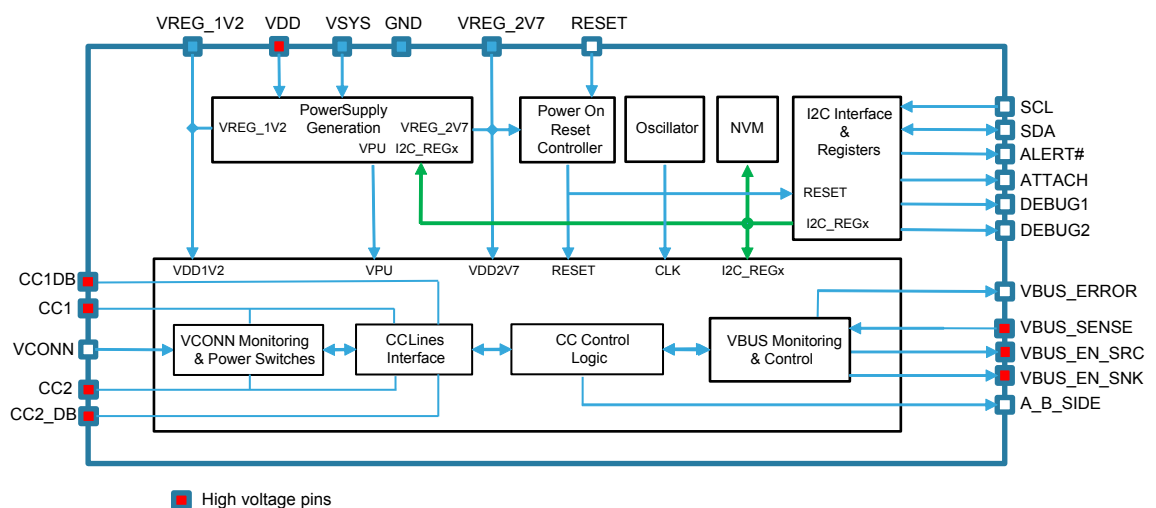 VREG_1V2
VDD
VSYS
GND
VREG_2V7
RESET
PowerSupply
Generation
VREG_1V2
VREG_2V7
VPU
I2C_REGx
Power On
Reset
Controller
Oscillator
NVM
I2C Interface
&
Registers
RESET
I2C_REGx
SCL
SDA
ALERT#
ATTACH
DEBUG1
DEBUG2
VDD1V2
VPU
VDD2V7
RESET
CLK
I2C_REGx
CC1DB
CC1
VCONN
CC2
CC2_DB
VCONN Monitoring
& Power Switches
CCLines
Interface
CC Control
Logic
VBUS Monitoring
& Control
VBUS_ERROR
VBUS_SENSE
VBUS_EN_SRC
VBUS_EN_SNK
A_B_SIDE
High voltage pins